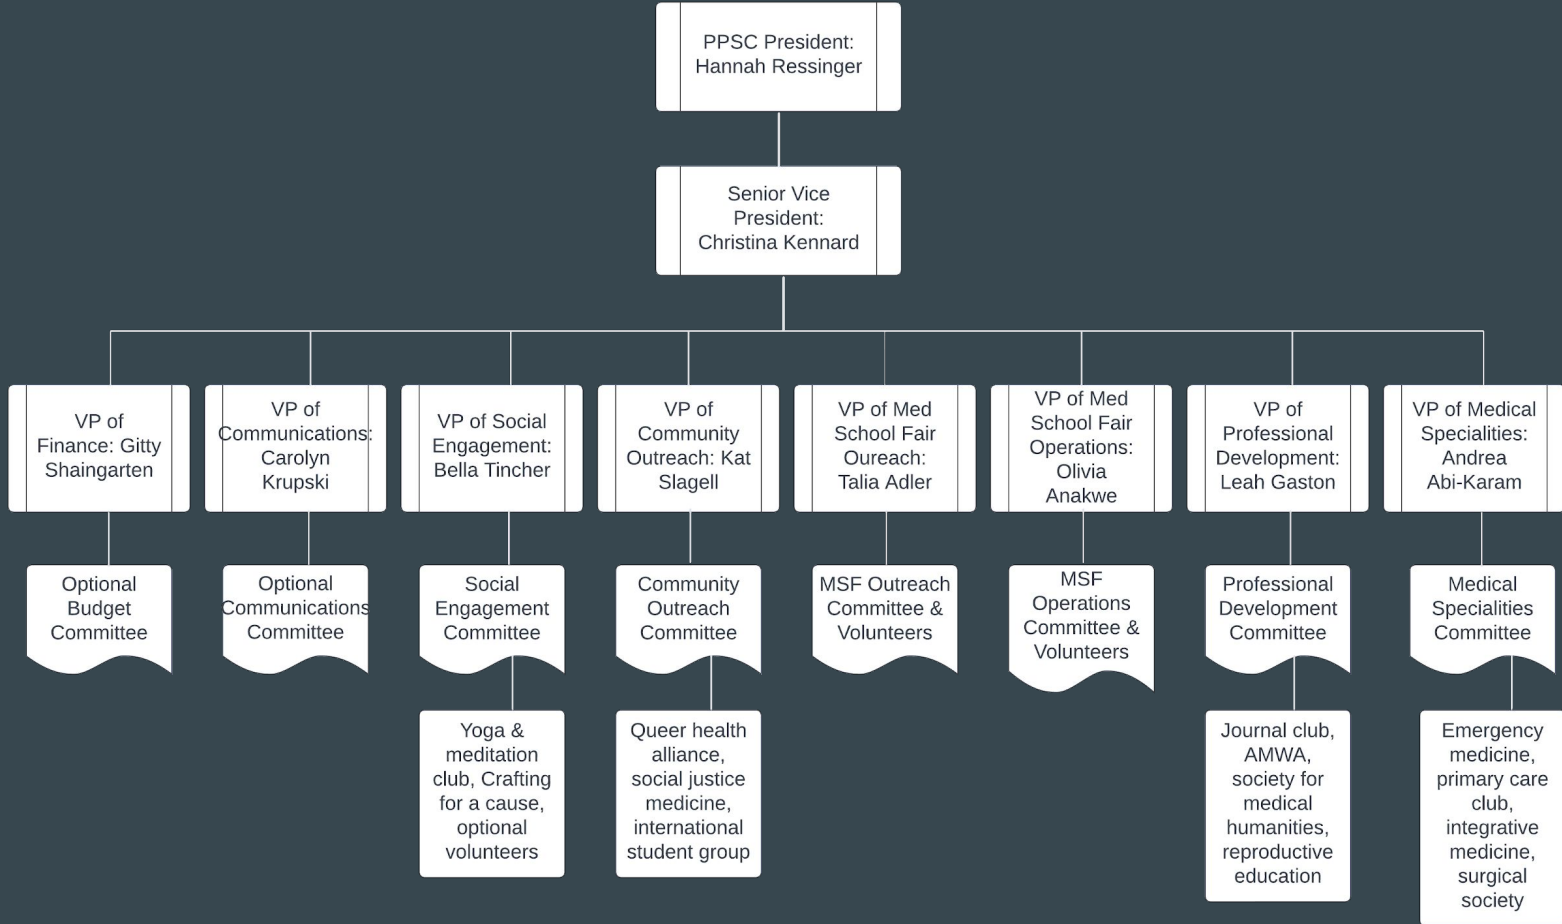 PPSC President:
Hannah Ressinger
Senior Vice
President:
Christina Kennard
VP of
Finance: Gitty
Shaingarten
VP of
Communications:
Carolyn
Krupski
VP of Social
Engagement:
Bella Tincher
VP of
Community
Outreach: Kat
Slagell
VP of Med
School Fair
Oureach:
Talia Adler
VP of Med
School Fair
Operations:
Olivia
Anakwe
VP of
Professional
Development:
Leah Gaston
VP of Medical
Specialities:
Andrea
Abi-Karam
Optional
Budget
Committee
Optional
Communications
Committee
Social
Engagement
Committee
Community
Outreach
Committee
MSF Outreach
Committee &
Volunteers
MSF
Operations
Committee &
Volunteers
Professional
Development
Committee
Medical
Specialities
Committee
Yoga &
meditation
club, Crafting
for a cause,
optional
volunteers
Queer health
alliance,
social justice
medicine,
international
student group
Journal club,
AMWA,
society for
medical
humanities,
reproductive
education
Emergency
medicine,
primary care
club,
integrative
medicine,
surgical
society